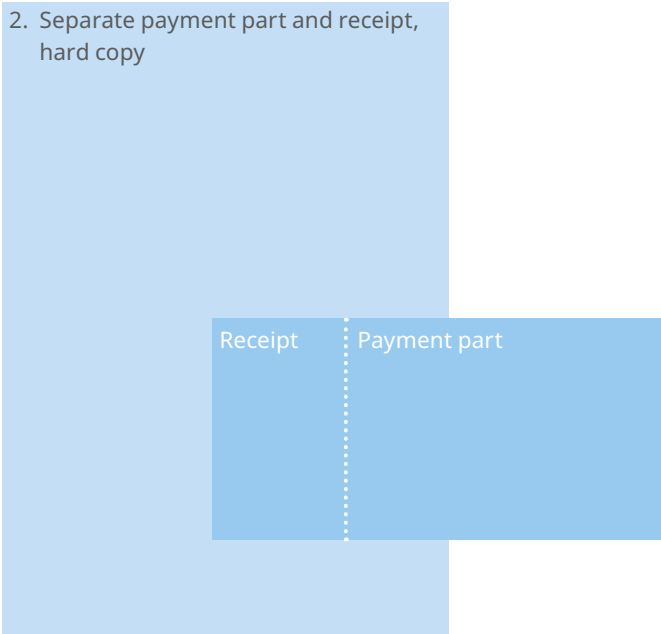 2. Separate payment part and receipt,
hard copy
Receipt
Payment part